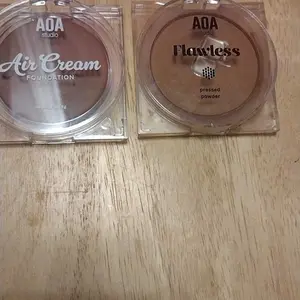 AOA
studio
Air Cream
FOUNDATION
AOA
Flawless
pressed
powder